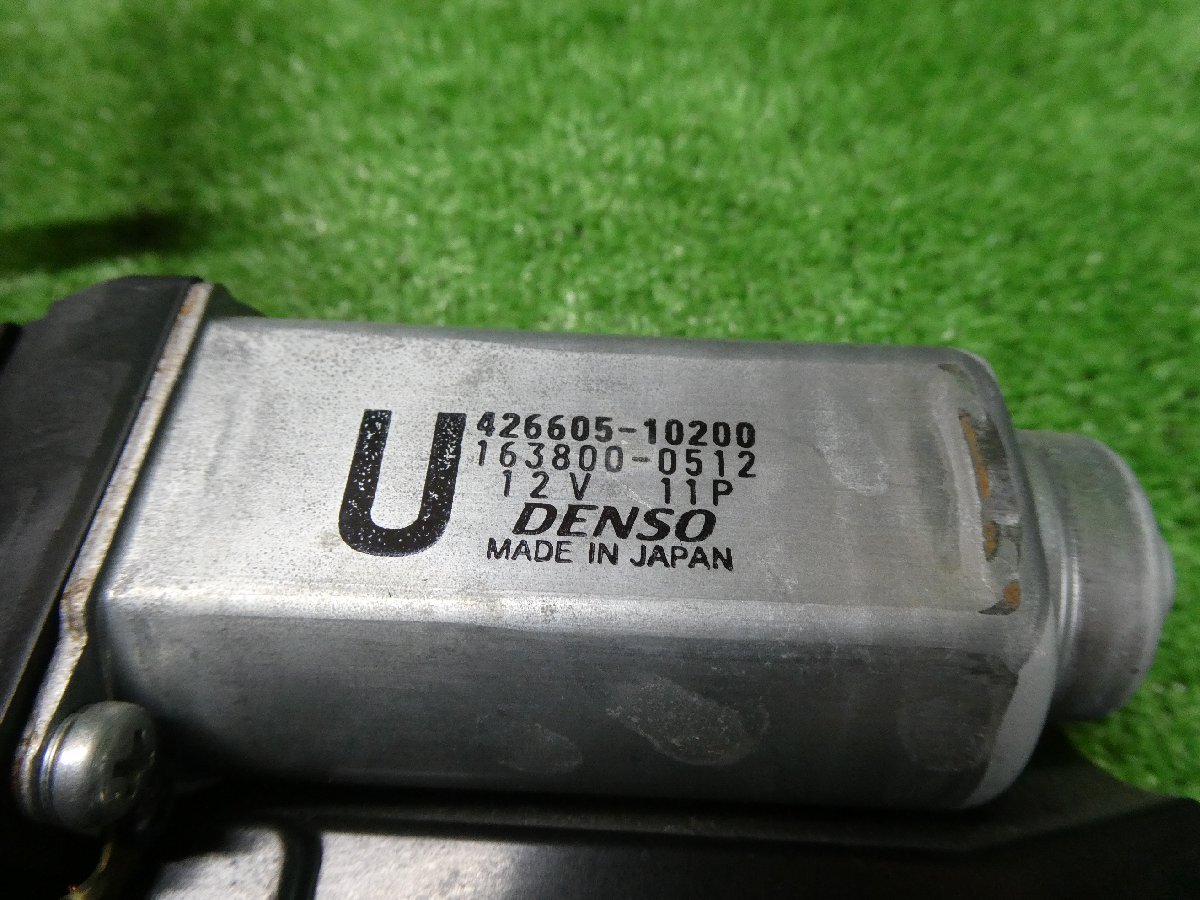 U
426605-10200
163800-0512
12V 11P
DENSO
MADE IN JAPAN